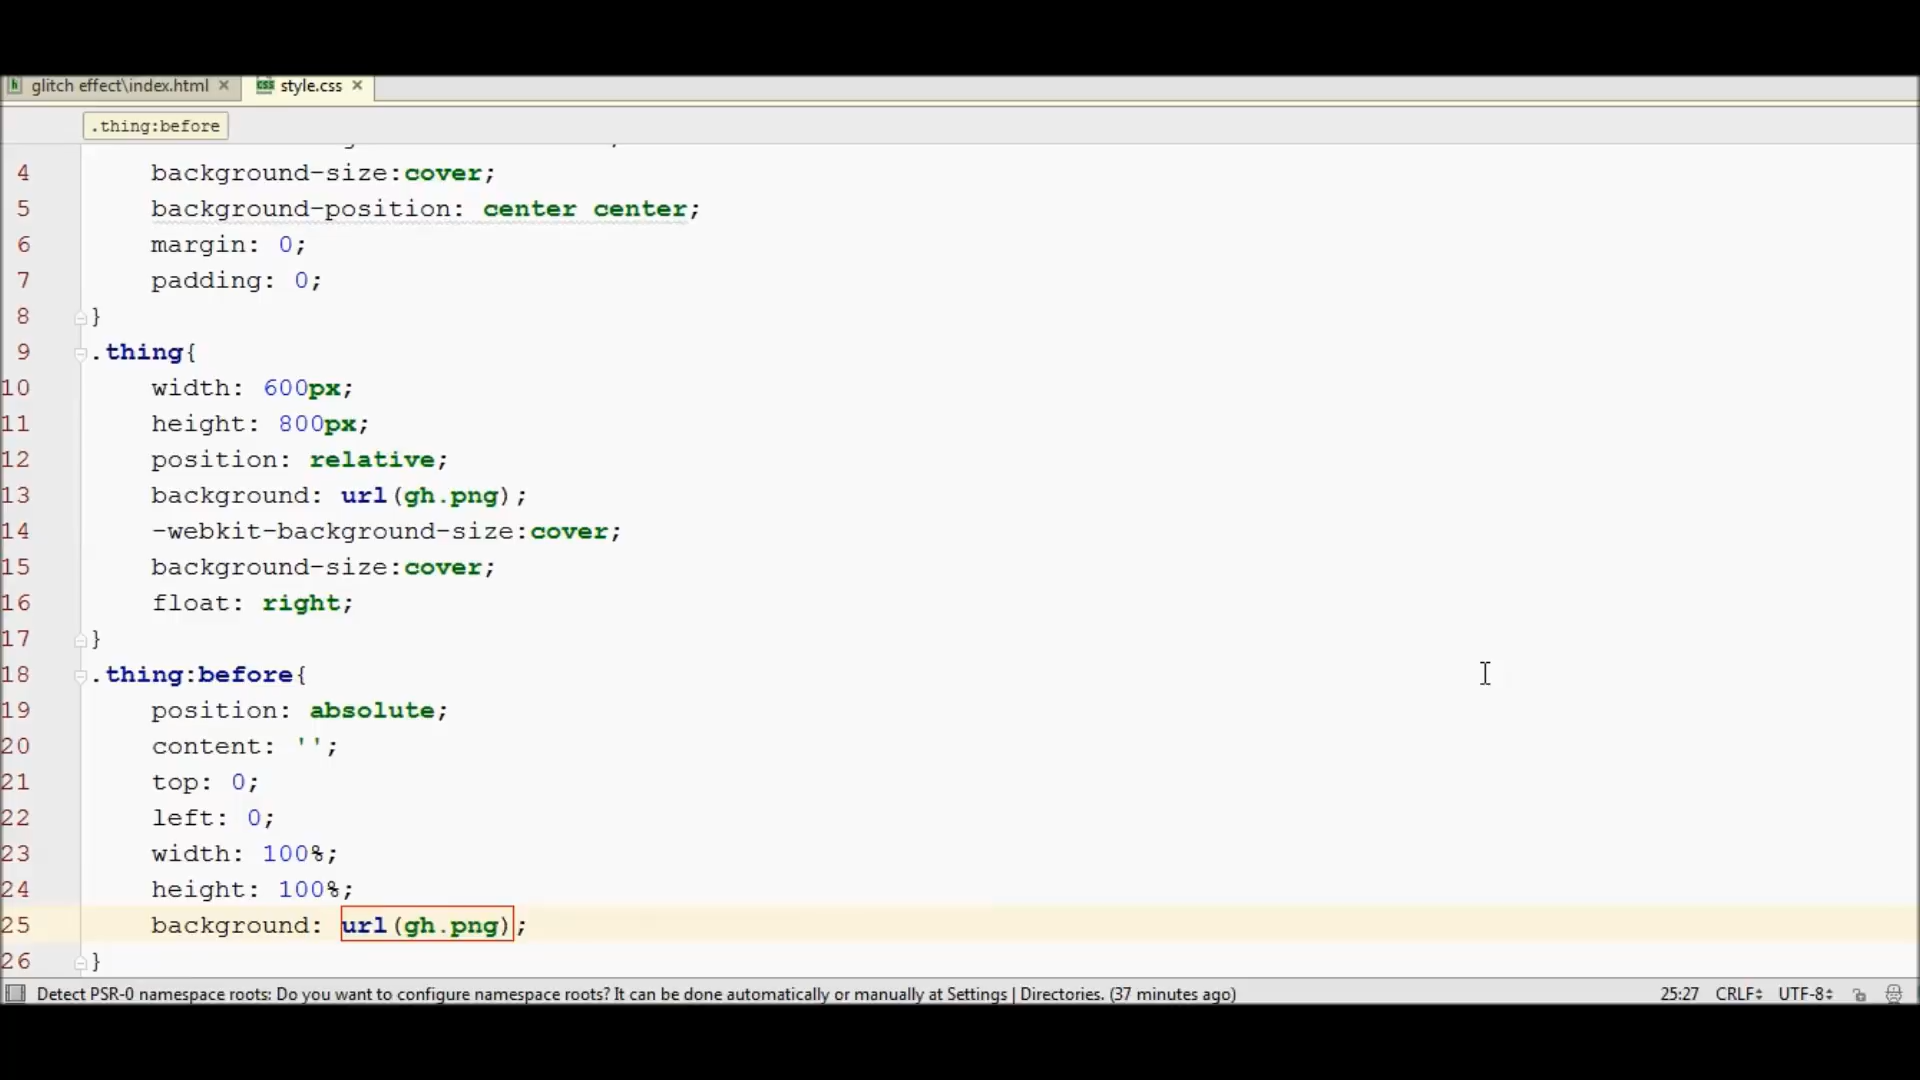 glitch effect\index.html
style.css
.thing:before
4 background-size:cover;
5 background-position: center center;
6 margin: 0;
7 padding: 0;
8 }
9 .thing{
10 width: 600px;
11 height: 800px;
12 position: relative;
13 background: url(gh.png);
14 -webkit-background-size:cover;
15 background-size:cover;
16 float: right;
17 }
18 .thing:before{
19 position: absolute;
20 content: '';
21 top: 0;
22 left: 0;
23 width: 100%;
24 height: 100%;
25 background: url(gh.png);
26 }
Detect PSR-0 namespace roots: Do you want to configure namespace roots? It can be done automatically or manually at Settings | Directories. (37 minutes ago) 25:27 CRLF UTF-8